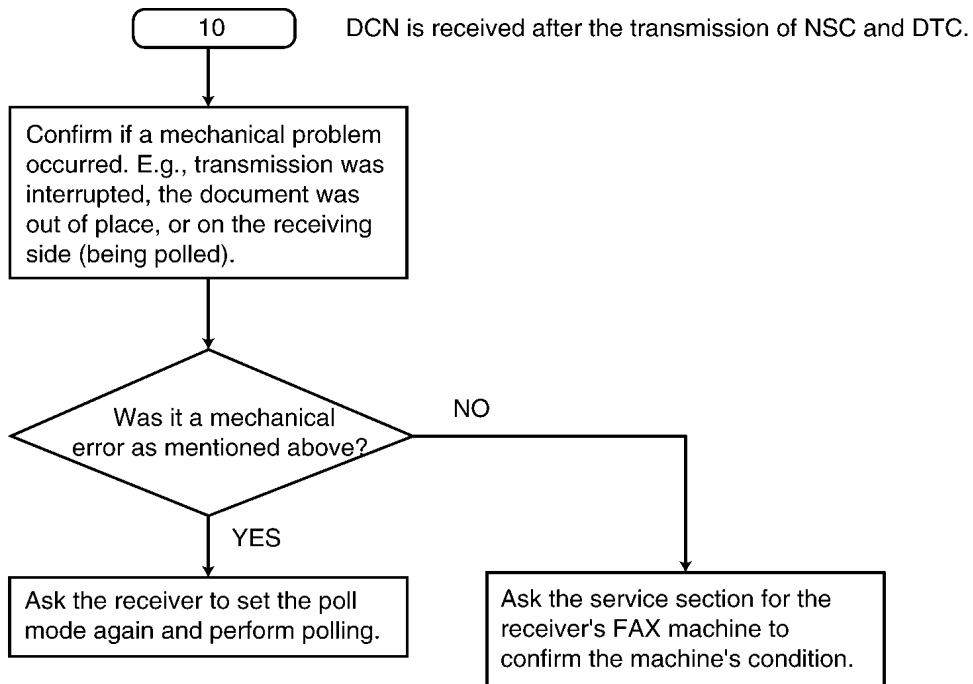 10
DCN is received after the transmission of NSC and DTC.
Confirm if a mechanical problem
occurred. E.g., transmission was
interrupted, the document was
out of place, or on the receiving
side (being polled).
Was it a mechanical
error as mentioned above?
NO
YES
Ask the receiver to set the poll
mode again and perform polling.
Ask the service section for the
receiver's FAX machine to
confirm the machine's condition.